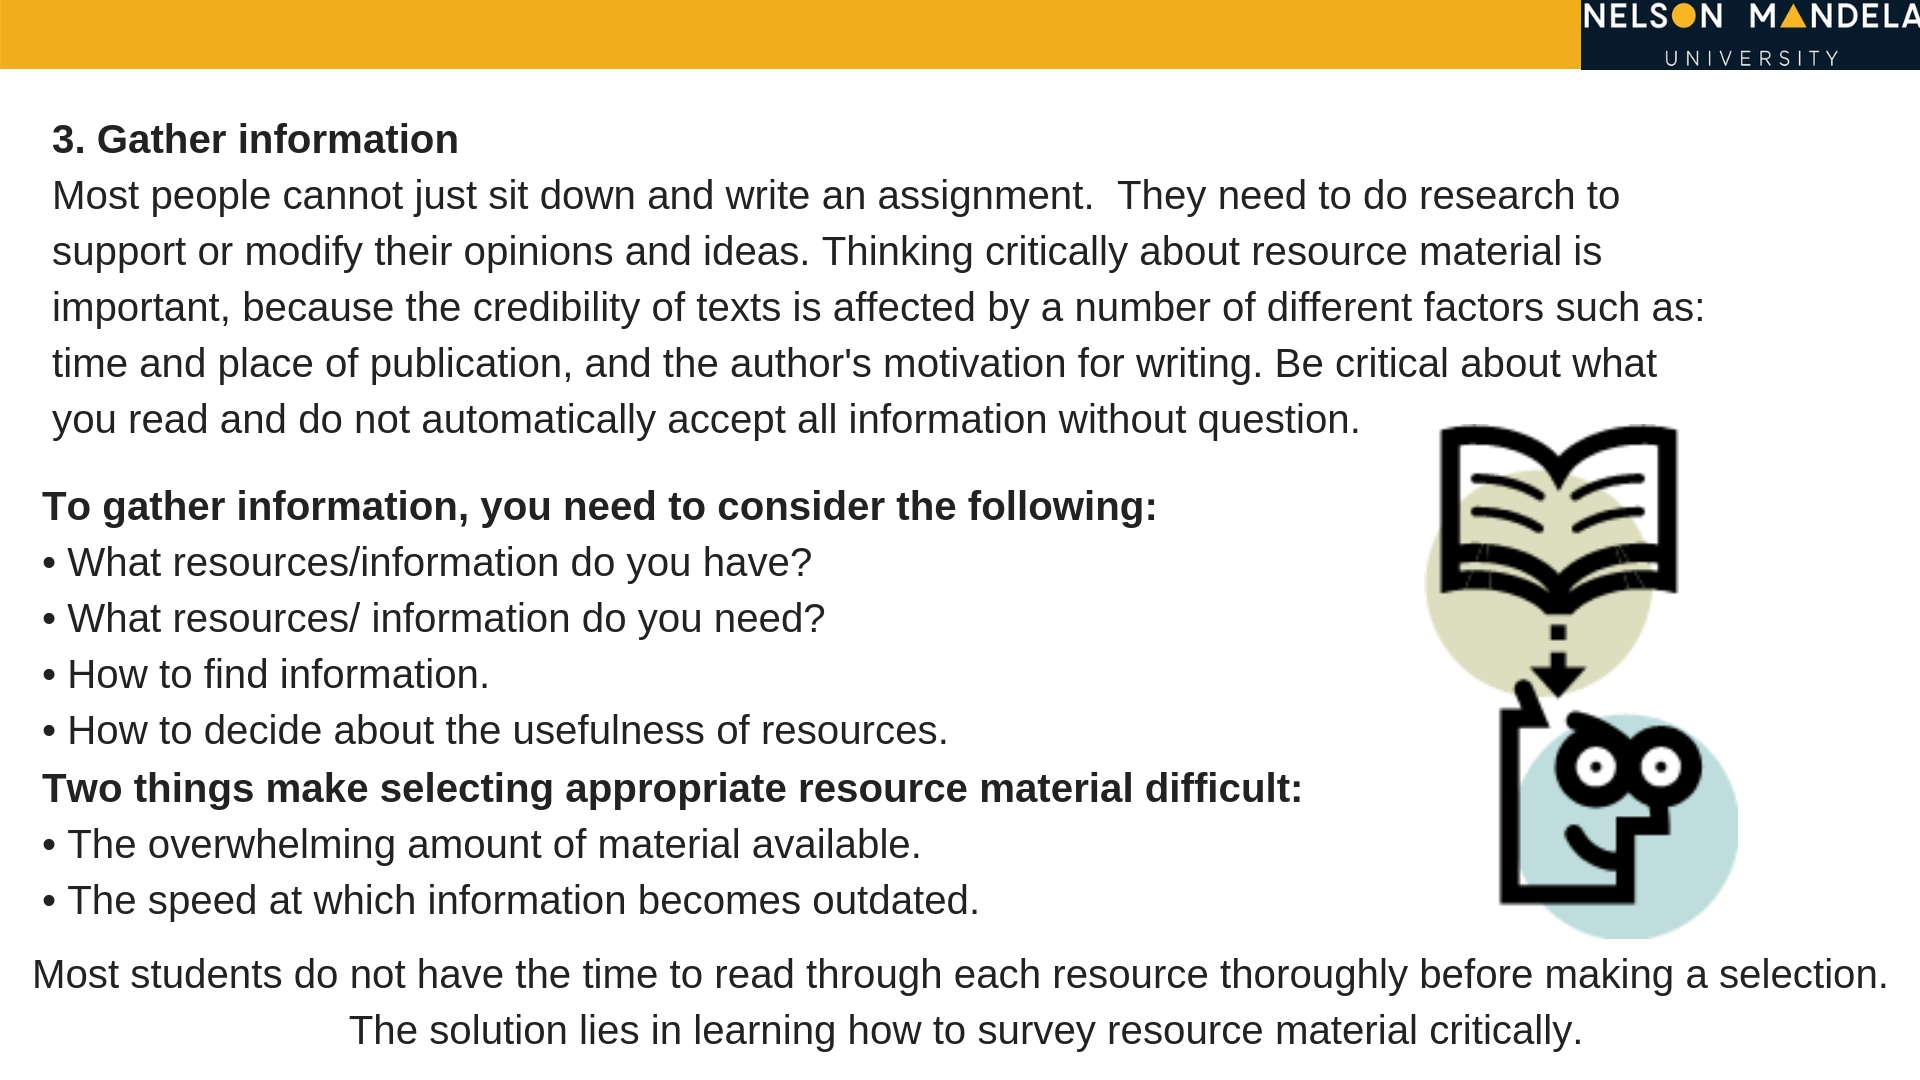 NELSON MANDELA
UNIVERSITY
3. Gather information
Most people cannot just sit down and write an assignment.  They need to do research to
support or modify their opinions and ideas. Thinking critically about resource material is
important, because the credibility of texts is affected by a number of different factors such as:
time and place of publication, and the author's motivation for writing. Be critical about what
you read and do not automatically accept all information without question.
To gather information, you need to consider the following:
• What resources/information do you have?
• What resources/ information do you need?
• How to find information.
• How to decide about the usefulness of resources.
Two things make selecting appropriate resource material difficult:
• The overwhelming amount of material available.
• The speed at which information becomes outdated.
Most students do not have the time to read through each resource thoroughly before making a selection.
The solution lies in learning how to survey resource material critically.